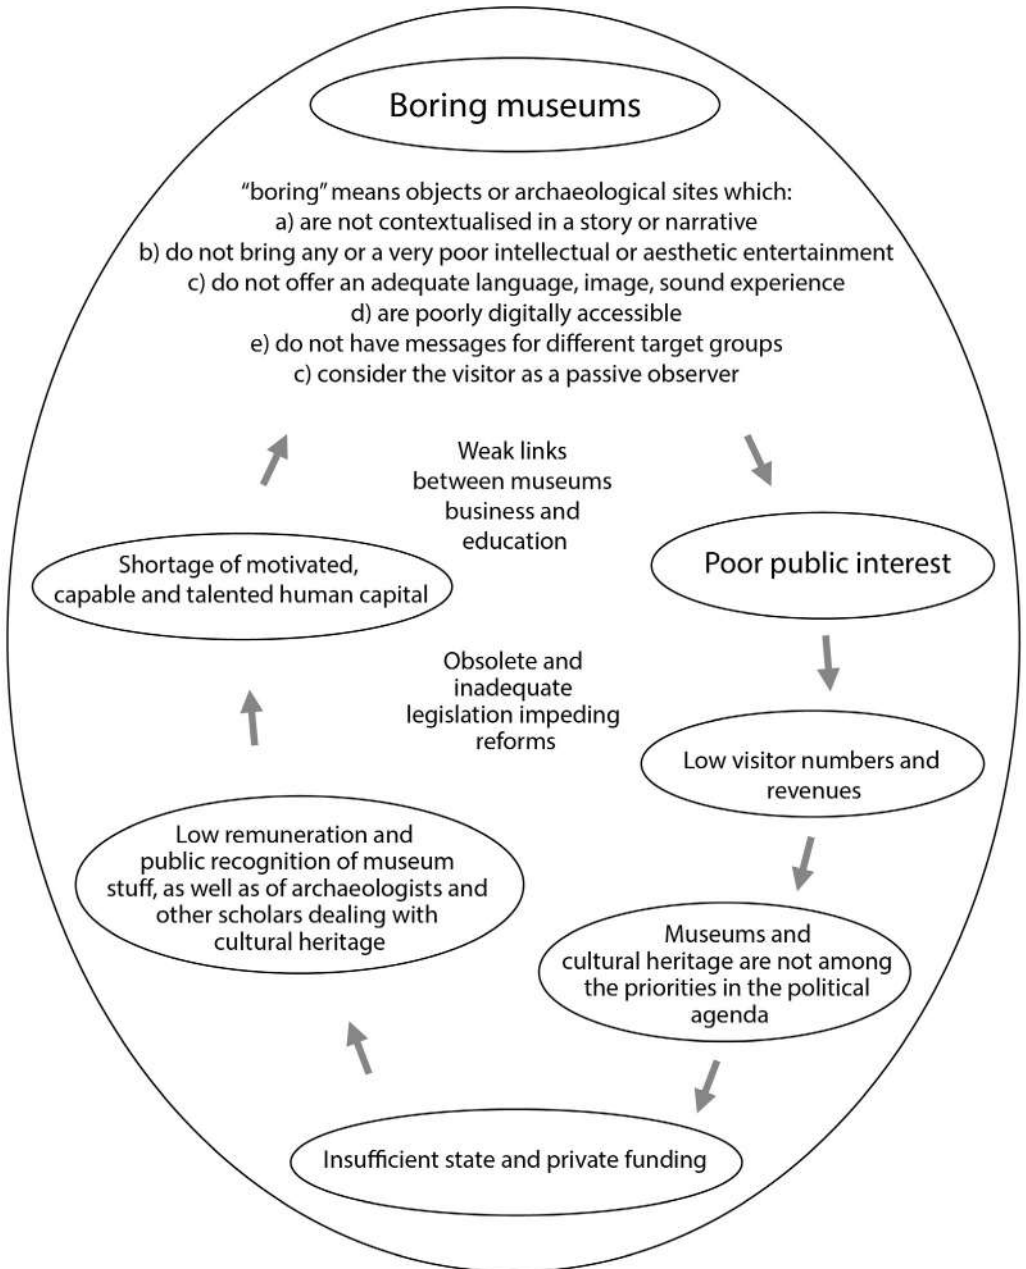 Boring museums
“boring” means objects or archaeological sites which:
a) are not contextualised in a story or narrative
b) do not bring any or a very poor intellectual or aesthetic entertainment
c) do not offer an adequate language, image, sound experience
d) are poorly digitally accessible
e) do not have messages for different target groups
c) consider the visitor as a passive observer
Weak links
between museums
business and
education
Poor public interest
Shortage of motivated,
capable and talented human capital
Obsolete and
inadequate
legislation impeding
reforms
Low visitor numbers and
revenues
Low remuneration and
public recognition of museum
stuff, as well as of archaeologists and
other scholars dealing with
cultural heritage
Museums and
cultural heritage are not among
the priorities in the political
agenda
Insufficient state and private funding